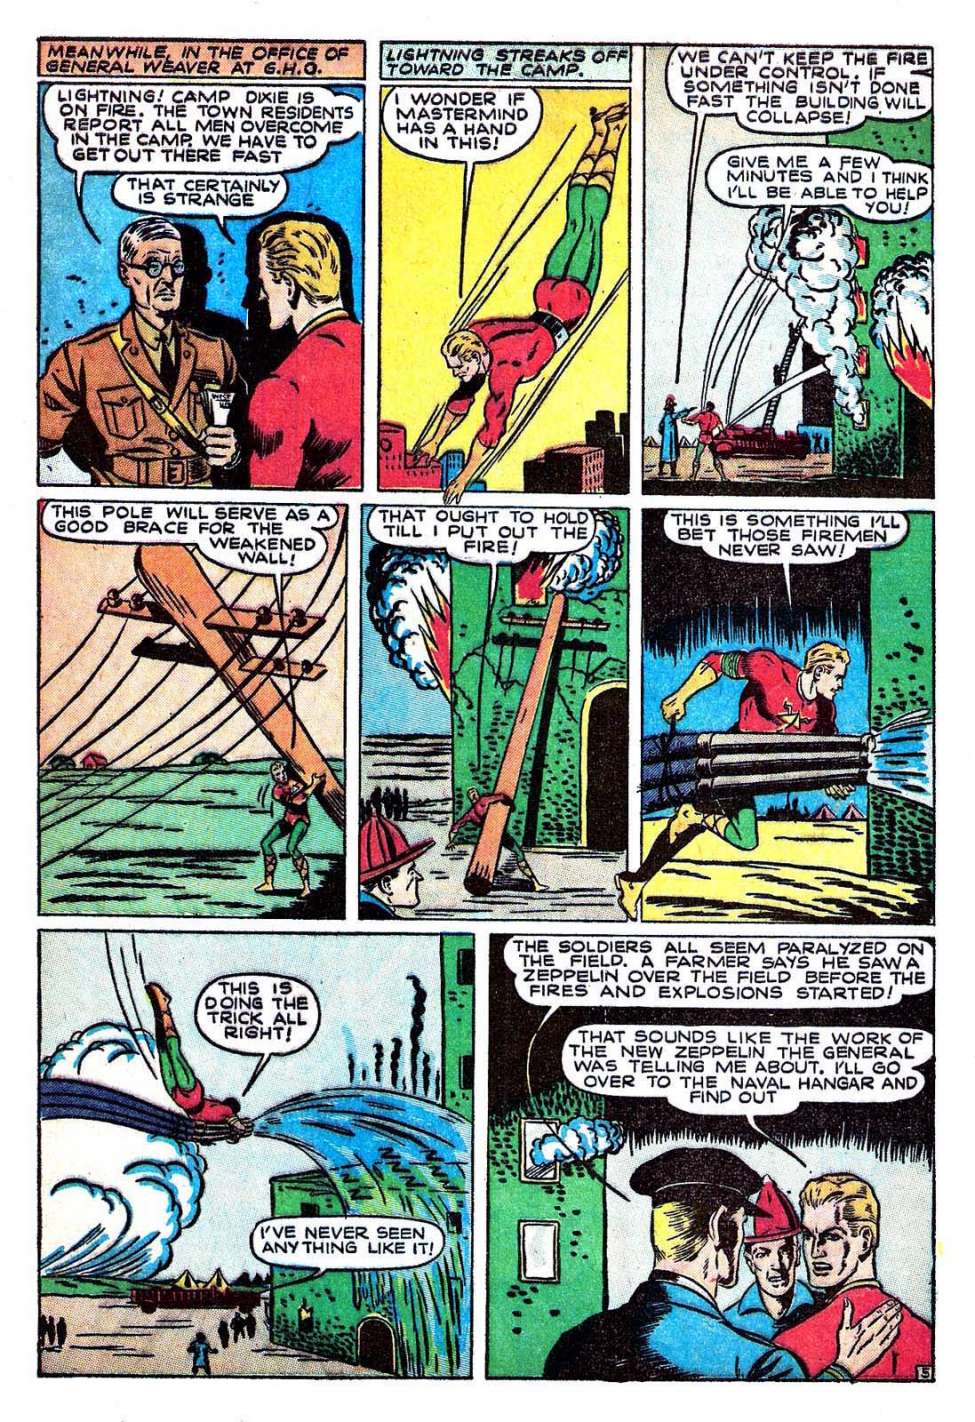 MEANWHILE, IN THE OFFICE OF
GENERAL WEAVER AT G.H.Q.
LIGHTNING! CAMP DIXIE IS
ON FIRE. THE TOWN RESIDENTS
REPORT ALL MEN OVERCOME
IN THE CAMP. WE HAVE TO
GET OUT THERE FAST
THAT CERTAINLY
IS STRANGE
LIGHTNING STREAKS OFF
TOWARD THE CAMP.
I WONDER IF
MASTERMIND
HAS A HAND
IN THIS!
WE CAN'T KEEP THE FIRE
UNDER CONTROL. IF
SOMETHING ISN'T DONE
FAST THE BUILDING WILL
COLLAPSE!
GIVE ME A FEW
MINUTES AND I THINK
I'LL BE ABLE TO HELP
YOU!
THIS POLE WILL SERVE AS A
GOOD BRACE FOR THE
WEAKENED
WALL!
THAT OUGHT TO HOLD
TILL I PUT OUT THE
FIRE!
THIS IS SOMETHING I'LL
BET THOSE FIREMEN
NEVER SAW!
THIS IS
DOING THE
TRICK ALL
RIGHT!
I'VE NEVER SEEN
ANYTHING LIKE IT!
THE SOLDIERS ALL SEEM PARALYZED ON
THE FIELD. A FARMER SAYS HE SAW A
ZEPPELIN OVER THE FIELD BEFORE THE
FIRES AND EXPLOSIONS STARTED!
THAT SOUNDS LIKE THE WORK OF
THE NEW ZEPPELIN THE GENERAL
WAS TELLING ME ABOUT. I'LL GO
OVER TO THE NAVAL HANGAR AND
FIND OUT
5